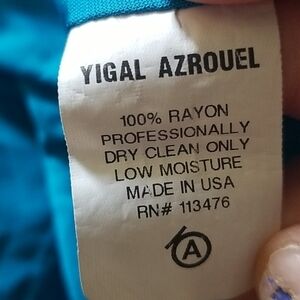 YIGAL AZROUEL
100% RAYON
PROFESSIONALLY
DRY CLEAN ONLY
LOW MOISTURE
MADE IN USA
RN# 113476
A